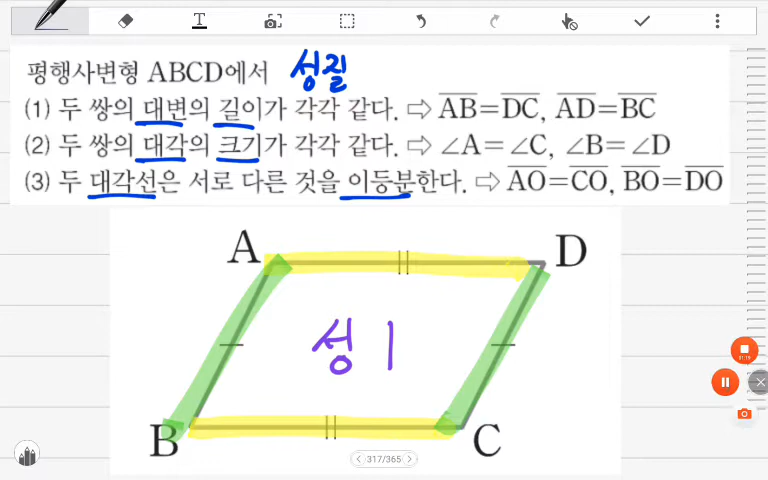 T
평행사변형 ABCD에서 성질
(1) 두 쌍의 대변의 길이가 각각 같다. ⇨ AB=DC, AD=BC
(2) 두 쌍의 대각의 크기가 각각 같다. ⇨ ∠A=∠C, ∠B=∠D
(3) 두 대각선은 서로 다른 것을 이등분한다. ⇨ AO=CO, BO=DO
A
D
성 1
B
C
317/365